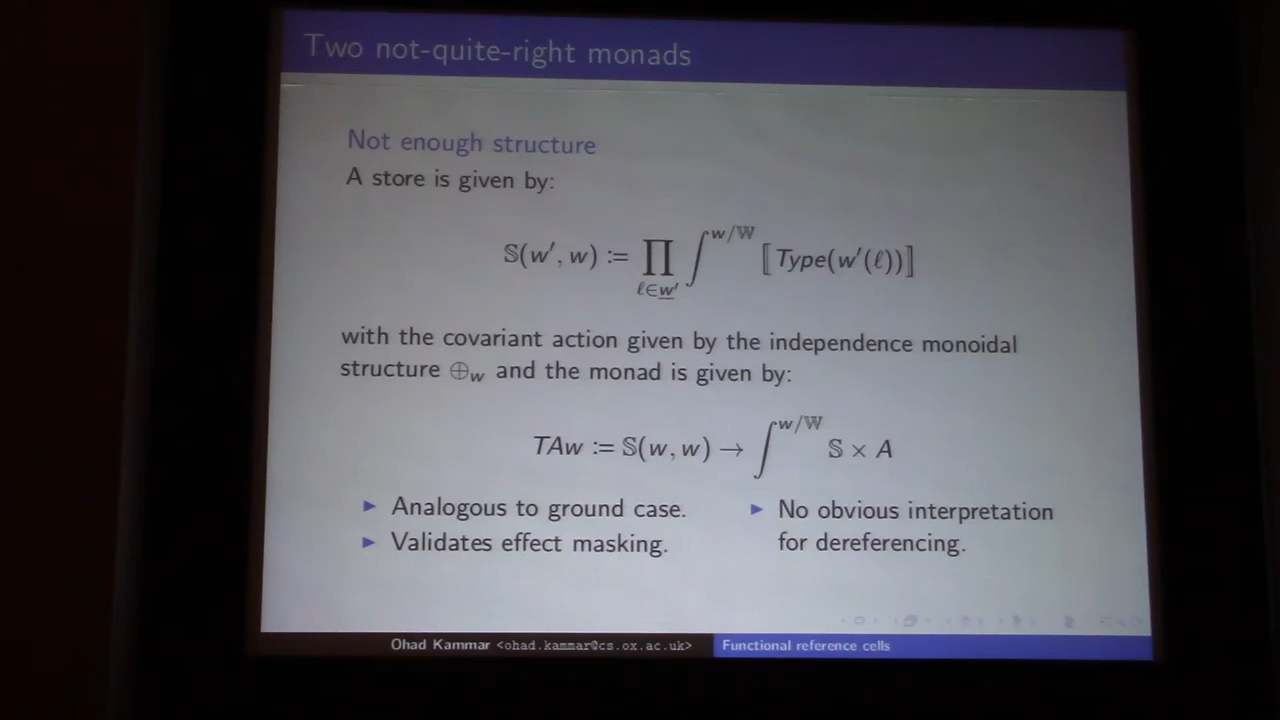 Two not-quite-right monads
Not enough structure
A store is given by:
𝕊(w′, w) := ∏_{ℓ∈w̲′} ∫^{w/𝕎} ⟦Type(w′(ℓ))⟧
with the covariant action given by the independence monoidal
structure ⊕_w and the monad is given by:
TAw := 𝕊(w, w) → ∫^{w/𝕎} 𝕊 × A
▶ Analogous to ground case.
▶ Validates effect masking.
▶ No obvious interpretation
for dereferencing.
Ohad Kammar <ohad.kammar@cs.ox.ac.uk>
Functional reference cells